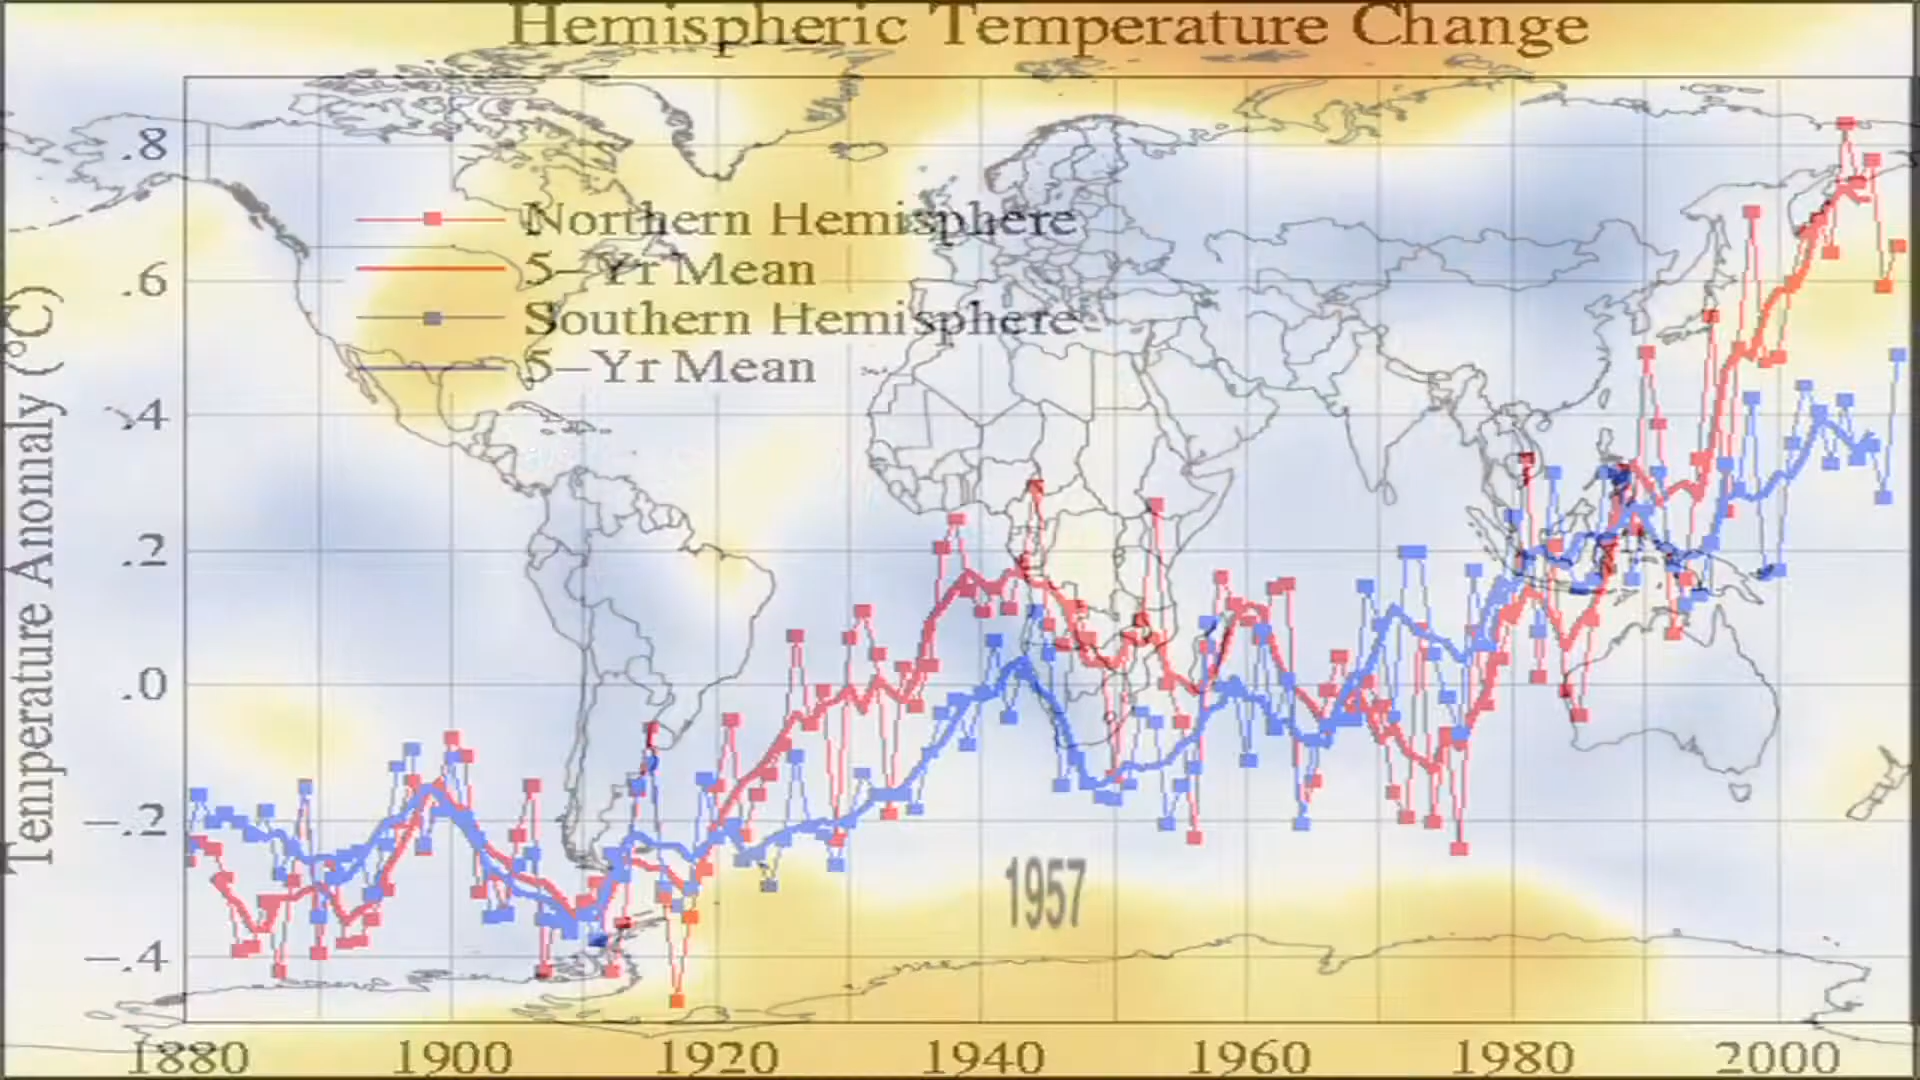 Hemispheric Temperature Change
Temperature Anomaly (°C)
.8
.6
.4
.2
.0
-.2
-.4
Northern Hemisphere
5-Yr Mean
Southern Hemisphere
5-Yr Mean
1957
1880 1900 1920 1940 1960 1980 2000